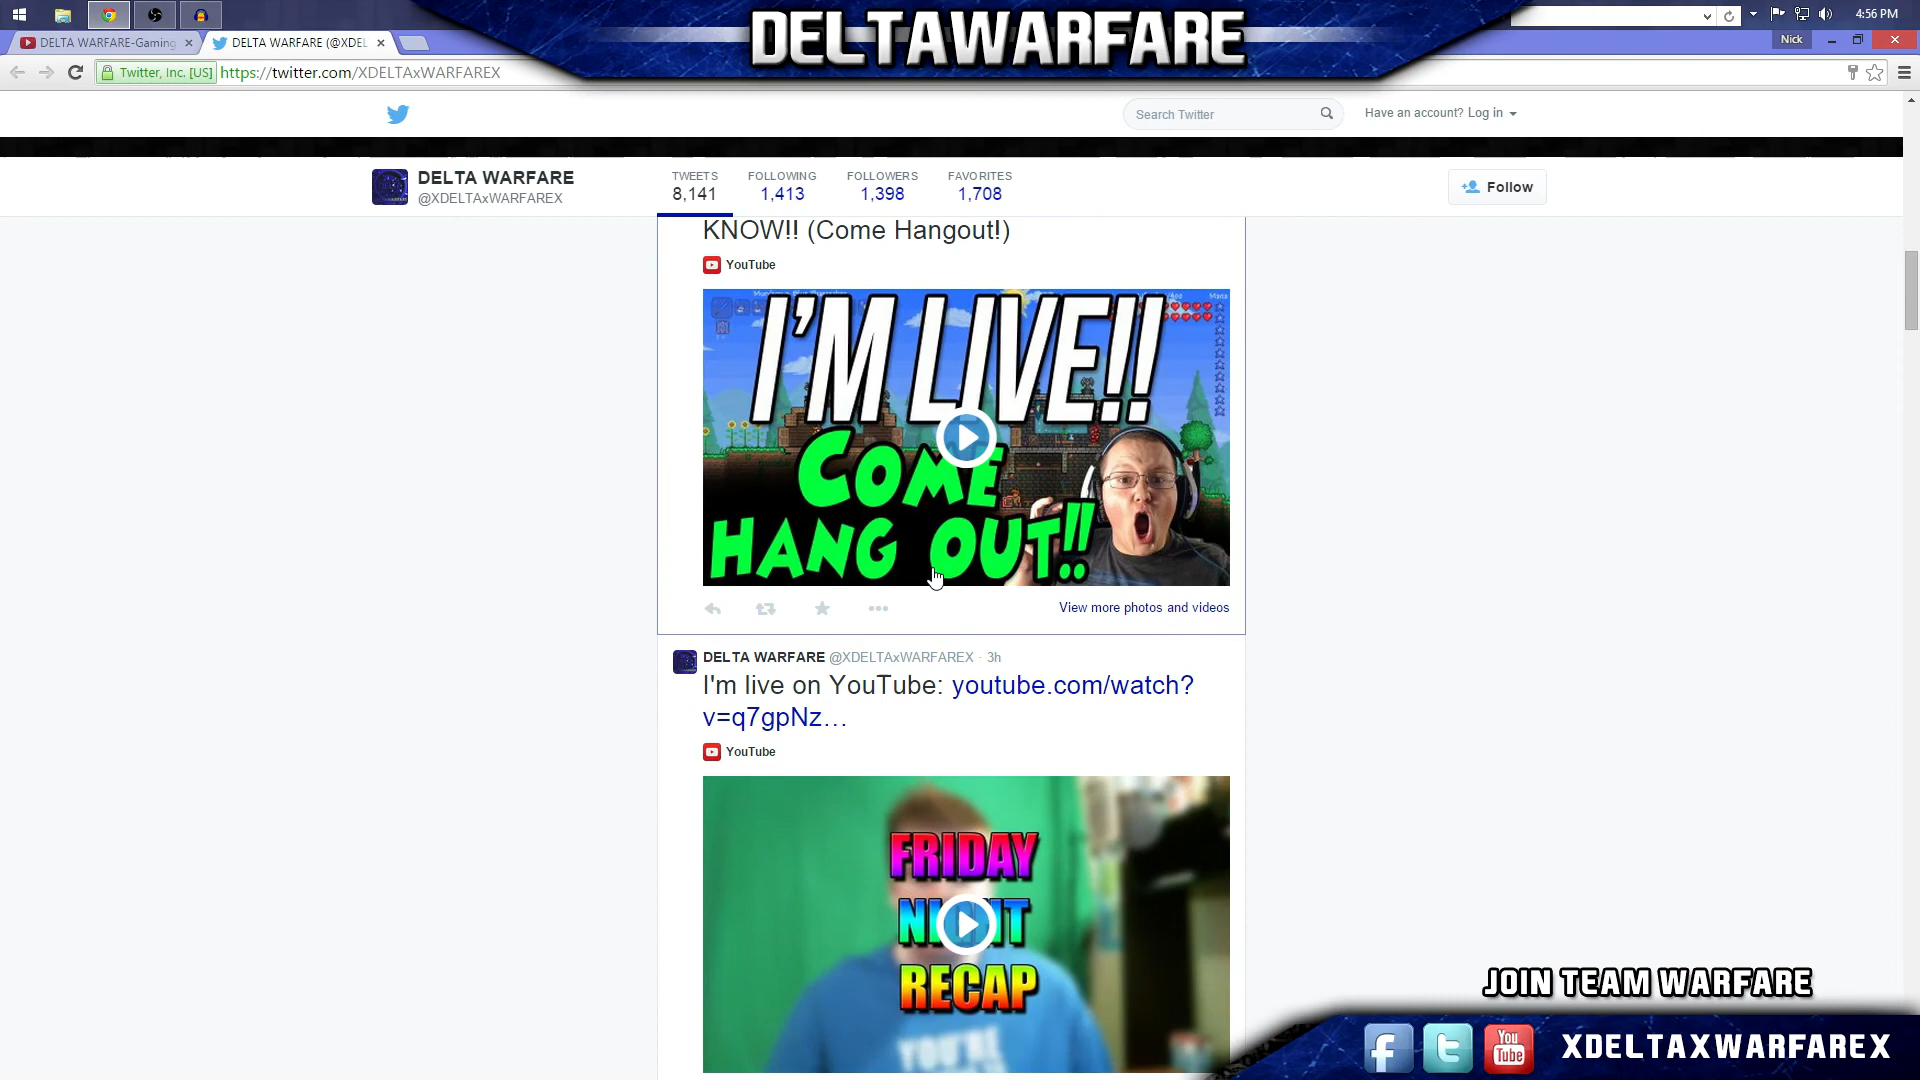 DELTAWARFARE
4:56 PM
DELTA WARFARE-Gaming
DELTA WARFARE (@XDEL
Nick
Twitter, Inc. [US]
https://twitter.com/XDELTAxWARFAREX
Search Twitter
Have an account? Log in
DELTA WARFARE
@XDELTAxWARFAREX
TWEETS
8,141
FOLLOWING
1,413
FOLLOWERS
1,398
FAVORITES
1,708
Follow
KNOW!! (Come Hangout!)
YouTube
I'M LIVE!!
COME
HANG OUT!!
View more photos and videos
DELTA WARFARE @XDELTAxWARFAREX · 3h
I'm live on YouTube: youtube.com/watch?
v=q7gpNz…
YouTube
FRIDAY
NIGHT
RECAP
YOU'RE
JOIN TEAM WARFARE
You
Tube
XDELTAXWARFAREX